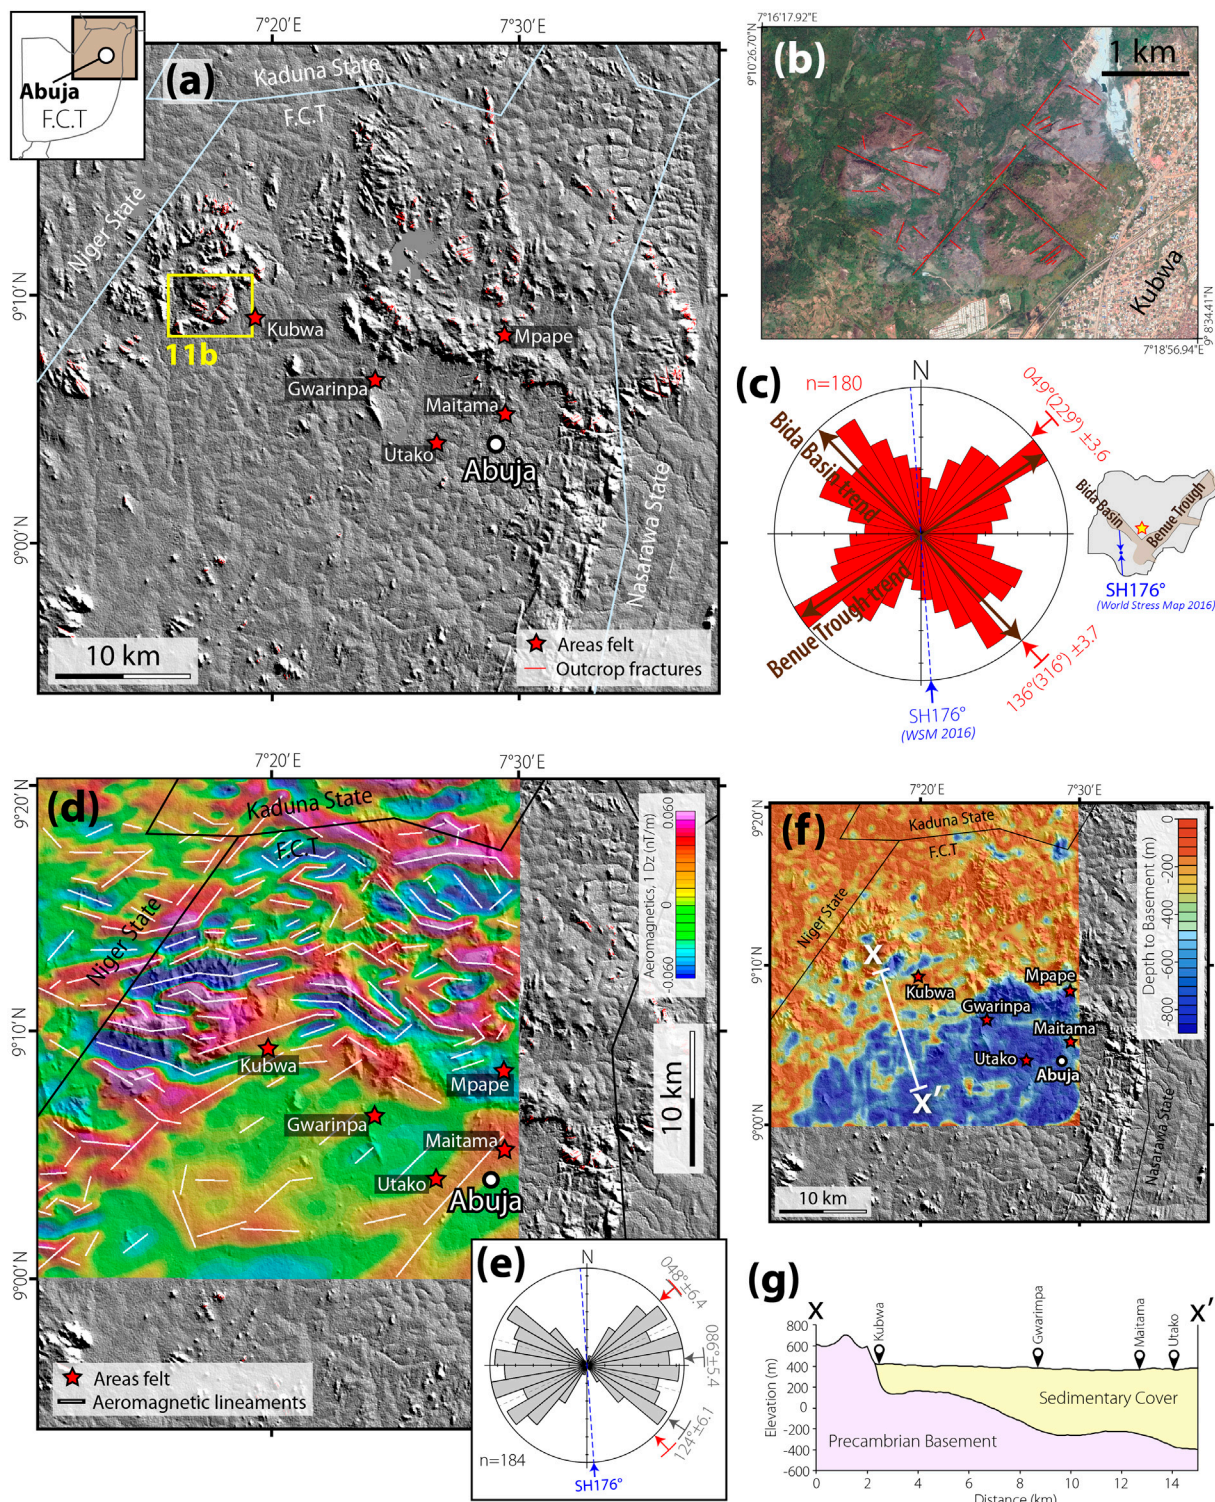 Abuja
F.C.T
7°20′ E
7°30′ E
(a)
Kaduna State
F.C.T
Niger State
9°10′N
9°00′N
11b
Kubwa
Mpape
Gwarinpa
Maitama
Utako
Abuja
Nasarawa State
10 km
Areas felt
Outcrop fractures
7°16'17.92"E
9°10'26.70"N
(b)
1 km
Kubwa
9° 8'34.41"N
7°18'56.94"E
(c)
n=180
N
049°(229°) ±3.6
Bida Basin trend
Benue Trough trend
136°(316°) ±3.7
SH176°
(WSM 2016)
Bida Basin
Benue Trough
SH176°
(World Stress Map 2016)
7°20′ E
7°30′ E
(d)
9°20′ N
9°10′ N
9°00′ N
Kaduna State
F.C.T
Niger State
Aeromagnetics, 1 Dz (nT/m)
0.060
0
-0.060
Kubwa
Mpape
Gwarinpa
Maitama
Utako
Abuja
10 km
Areas felt
Aeromagnetic lineaments
(e)
N
048°±6.4
086°±5.4
124°±6.1
n=184
SH176°
7°20′ E
7°30′ E
(f)
9°20′ N
9°10′ N
9°00′ N
Kaduna State
F.C.T
Niger State
Depth to Basement (m)
0
-200
-400
-600
-800
X
Kubwa
Mpape
Gwarinpa
Maitama
Utako
Abuja
X′
Nasarawa State
10 km
(g)
X
X′
Kubwa
Gwarimpa
Maitama
Utako
Elevation (m)
800
600
400
200
0
-200
-400
-600
Sedimentary Cover
Precambrian Basement
0 2 4 6 8 10 12 14
Distance (km)